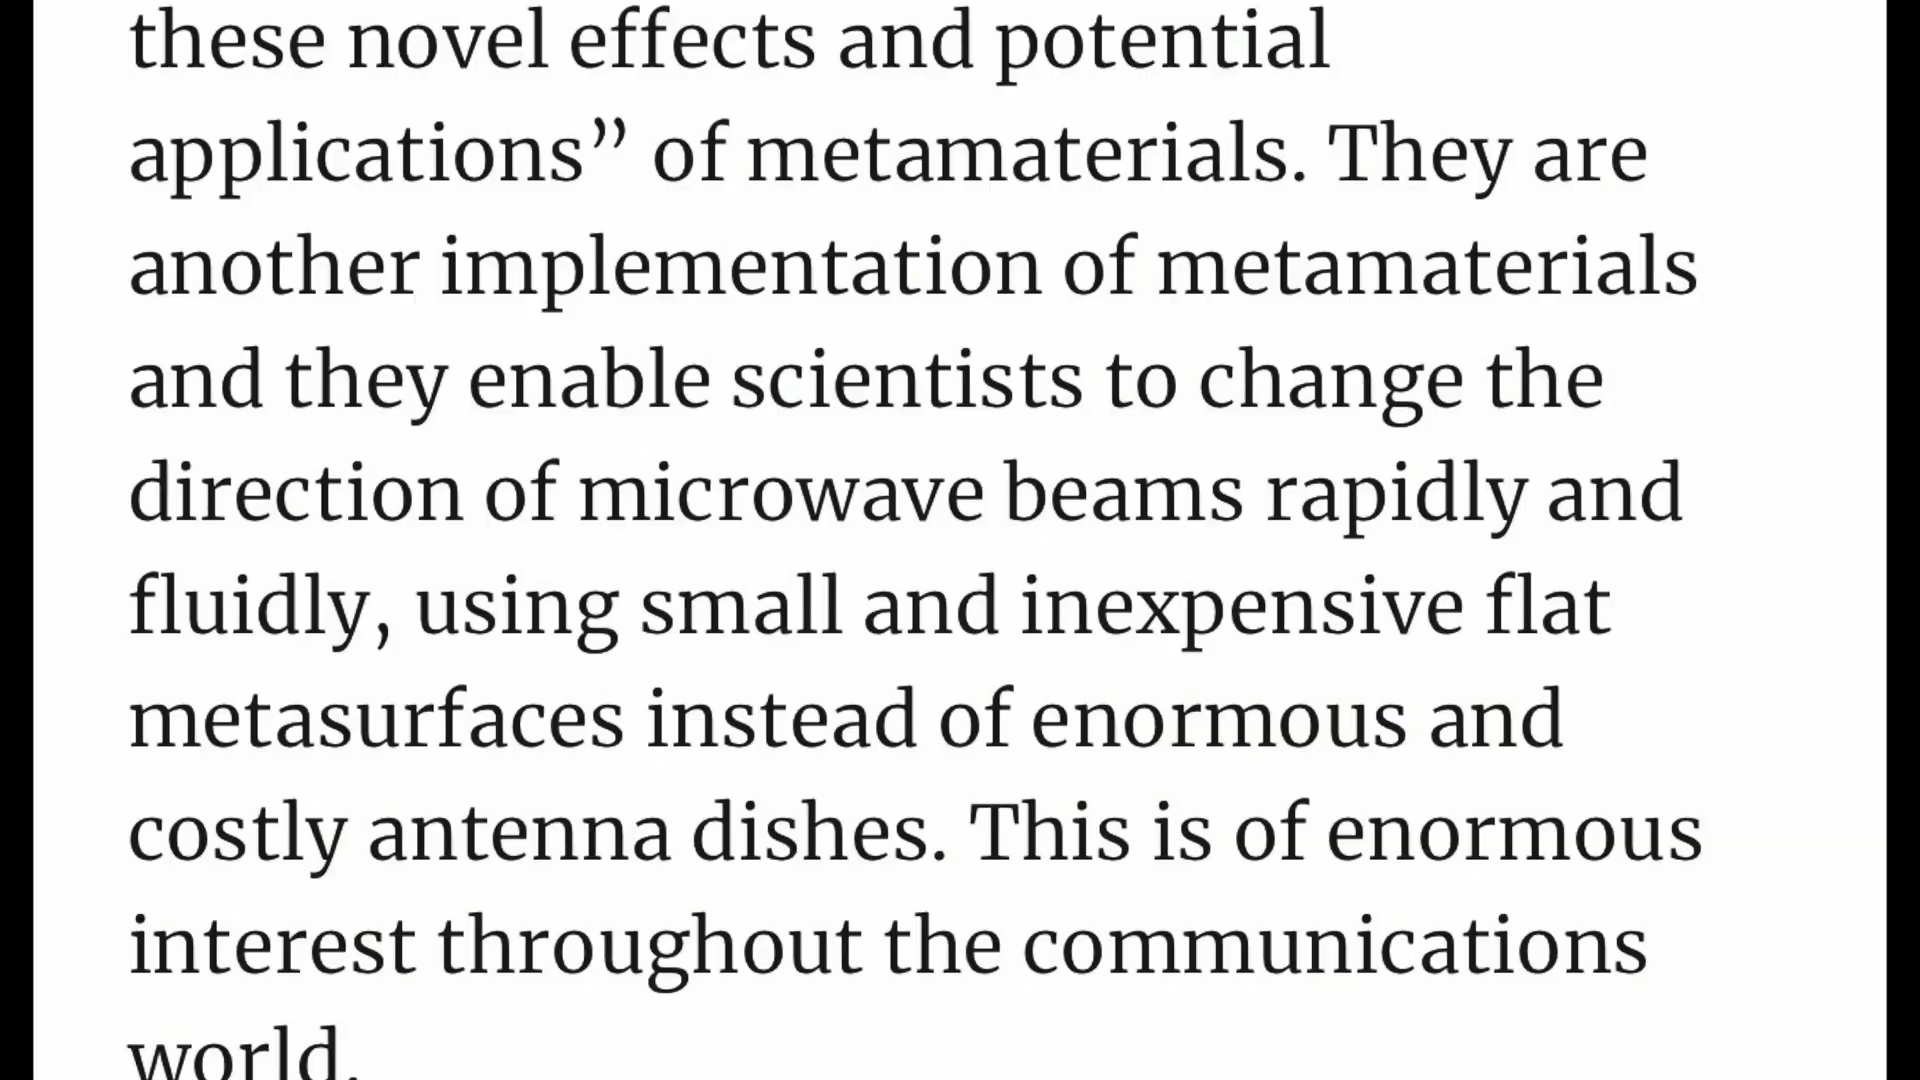 these novel effects and potential
applications” of metamaterials. They are
another implementation of metamaterials
and they enable scientists to change the
direction of microwave beams rapidly and
fluidly, using small and inexpensive flat
metasurfaces instead of enormous and
costly antenna dishes. This is of enormous
interest throughout the communications
world.